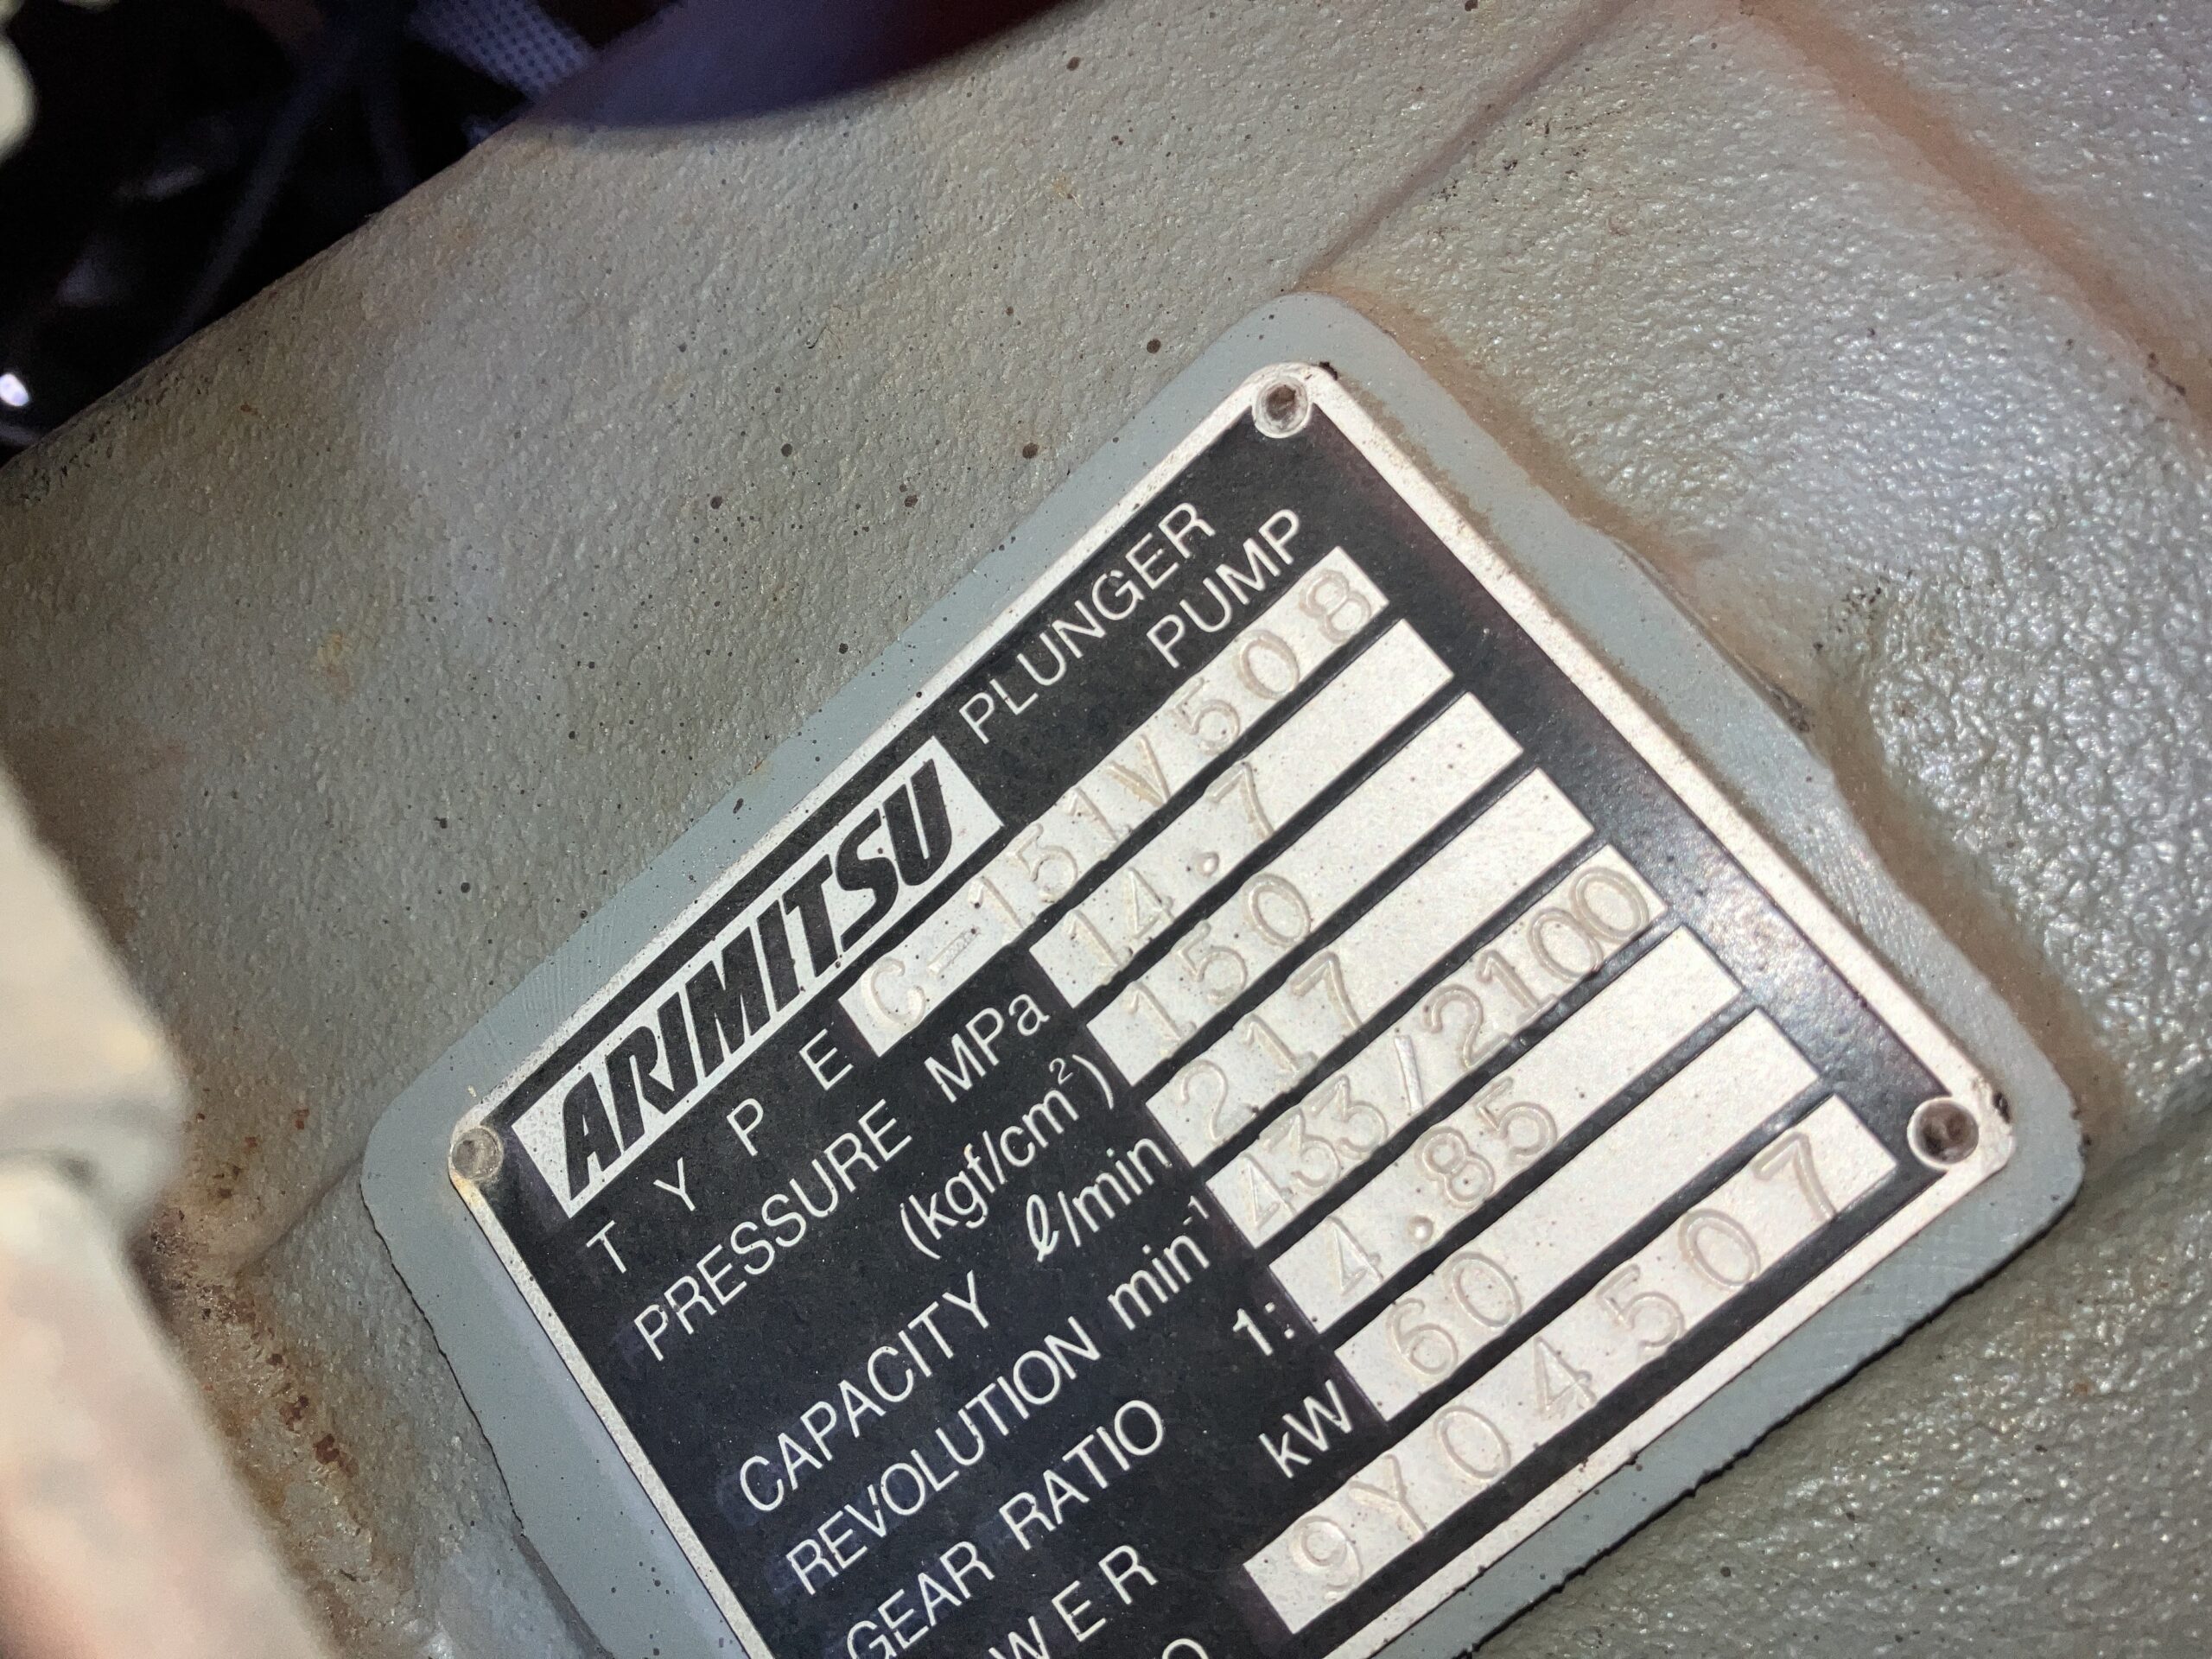 ARIMITSU PLUNGER PUMP
TYPE C-151V508
PRESSURE MPa 14.7
(kgf/cm²) 150
CAPACITY ℓ/min 217
REVOLUTION min⁻¹ 433/2100
GEAR RATIO 1: 4.85
WER kW 60
O 9Y04507